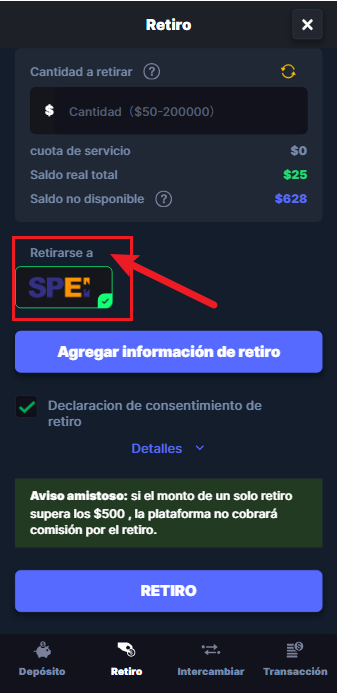 Retiro
Cantidad a retirar ?
$ Cantidad ($50-200000)
cuota de servicio $0
Saldo real total $25
Saldo no disponible ? $628
Retirarse a
SPEI
Agregar información de retiro
Declaracion de consentimiento de
retiro
Detalles
Aviso amistoso: si el monto de un solo retiro
supera los $500 , la plataforma no cobrará
comisión por el retiro.
RETIRO
Depósito Retiro Intercambiar Transacción